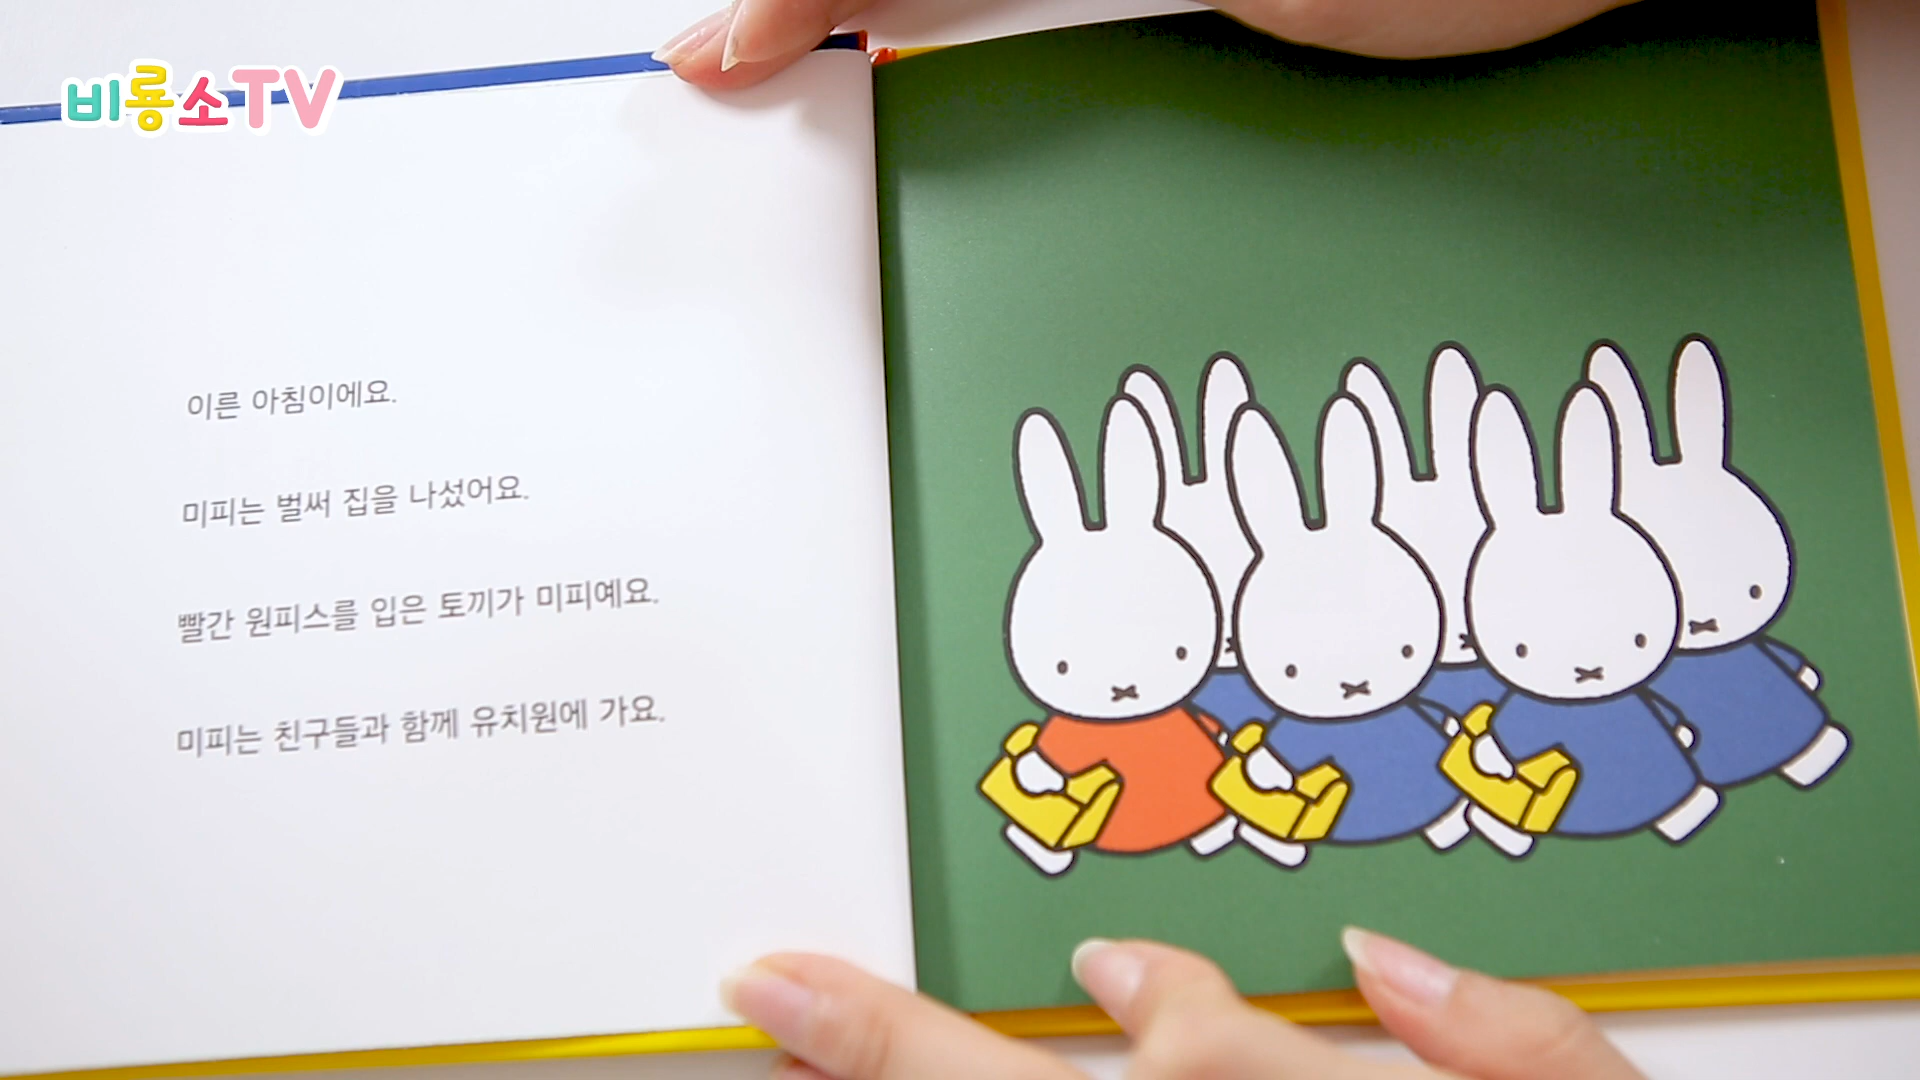 비룡소TV
이른 아침이에요.
미피는 벌써 집을 나섰어요.
빨간 원피스를 입은 토끼가 미피예요.
미피는 친구들과 함께 유치원에 가요.